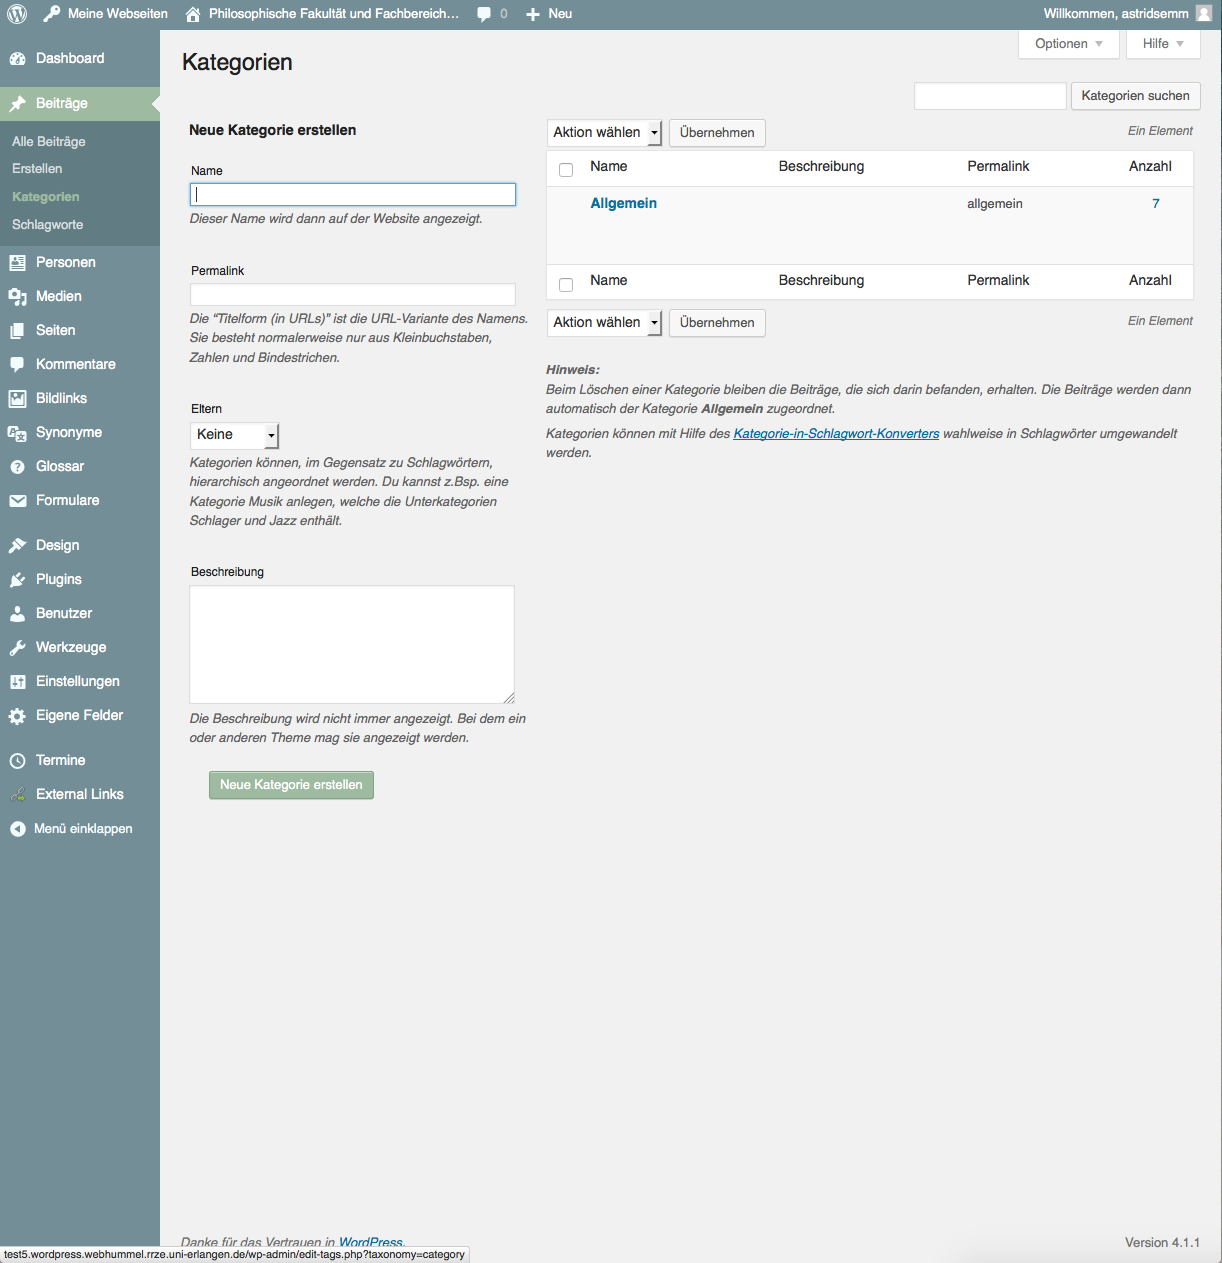 Meine Webseiten
Philosophische Fakultät und Fachbereich...
0
Neu
Willkommen, astridsemm
Dashboard
Beiträge
Alle Beiträge
Erstellen
Kategorien
Schlagworte
Personen
Medien
Seiten
Kommentare
Bildlinks
Synonyme
Glossar
Formulare
Design
Plugins
Benutzer
Werkzeuge
Einstellungen
Eigene Felder
Termine
External Links
Menü einklappen
Optionen
Hilfe
Kategorien
Kategorien suchen
Neue Kategorie erstellen
Name
Dieser Name wird dann auf der Website angezeigt.
Permalink
Die “Titelform (in URLs)” ist die URL-Variante des Namens.
Sie besteht normalerweise nur aus Kleinbuchstaben,
Zahlen und Bindestrichen.
Eltern
Keine
Kategorien können, im Gegensatz zu Schlagwörtern,
hierarchisch angeordnet werden. Du kannst z.Bsp. eine
Kategorie Musik anlegen, welche die Unterkategorien
Schlager und Jazz enthält.
Beschreibung
Die Beschreibung wird nicht immer angezeigt. Bei dem ein
oder anderen Theme mag sie angezeigt werden.
Neue Kategorie erstellen
Aktion wählen
Übernehmen
Ein Element
Name Beschreibung Permalink Anzahl
Allgemein allgemein 7
Name Beschreibung Permalink Anzahl
Aktion wählen
Übernehmen
Ein Element
Hinweis:
Beim Löschen einer Kategorie bleiben die Beiträge, die sich darin befanden, erhalten. Die Beiträge werden dann
automatisch der Kategorie Allgemein zugeordnet.
Kategorien können mit Hilfe des Kategorie-in-Schlagwort-Konverters wahlweise in Schlagwörter umgewandelt
werden.
Danke für das Vertrauen in WordPress.
Version 4.1.1
test5.wordpress.webhummel.rrze.uni-erlangen.de/wp-admin/edit-tags.php?taxonomy=category